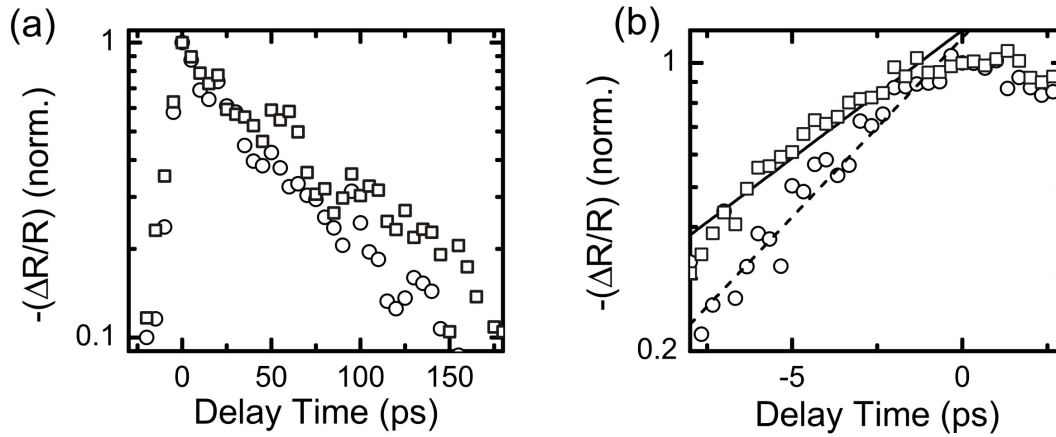 (a)
1
0.1
-(ΔR/R) (norm.)
0
50
100
150
Delay Time (ps)
(b)
1
0.2
-(ΔR/R) (norm.)
-5
0
Delay Time (ps)